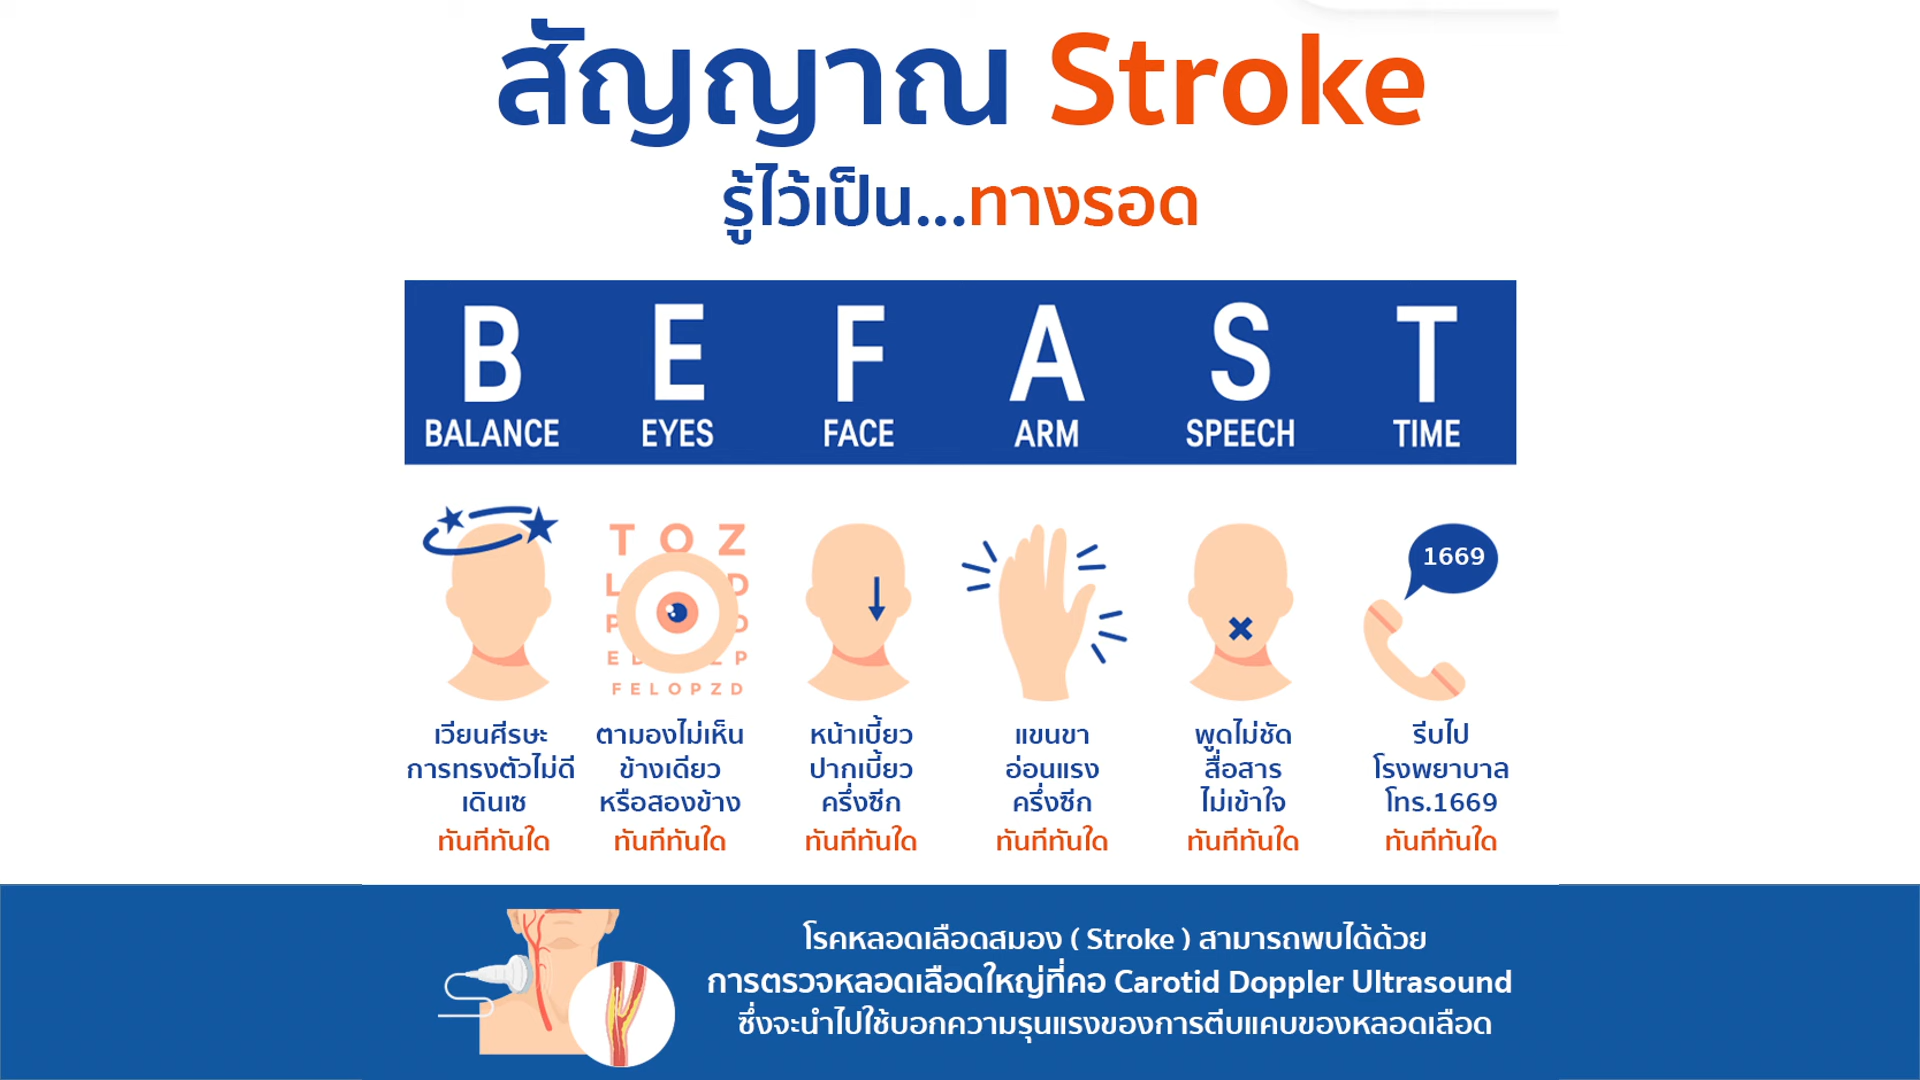 สัญญาณ Stroke
รู้ไว้เป็น...ทางรอด
B E F A S T
BALANCE EYES FACE ARM SPEECH TIME
T O Z
L D
P D
E D Z P
F E L O P Z D
1669
เวียนศีรษะ
การทรงตัวไม่ดี
เดินเซ
ทันทีทันใด
ตามองไม่เห็น
ข้างเดียว
หรือสองข้าง
ทันทีทันใด
หน้าเบี้ยว
ปากเบี้ยว
ครึ่งซีก
ทันทีทันใด
แขนขา
อ่อนแรง
ครึ่งซีก
ทันทีทันใด
พูดไม่ชัด
สื่อสาร
ไม่เข้าใจ
ทันทีทันใด
รีบไป
โรงพยาบาล
โทร.1669
ทันทีทันใด
โรคหลอดเลือดสมอง ( Stroke ) สามารถพบได้ด้วย
การตรวจหลอดเลือดใหญ่ที่คอ Carotid Doppler Ultrasound
ซึ่งจะนำไปใช้บอกความรุนแรงของการตีบแคบของหลอดเลือด